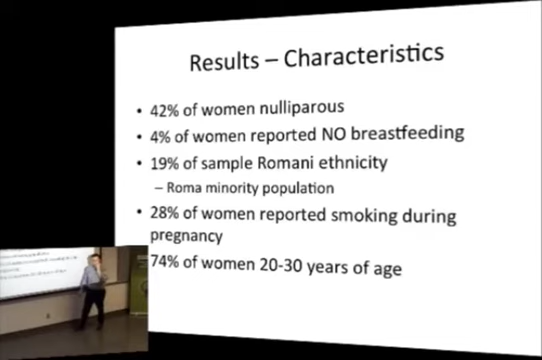 Results – Characteristics
• 42% of women nulliparous
• 4% of women reported NO breastfeeding
• 19% of sample Romani ethnicity
– Roma minority population
• 28% of women reported smoking during
pregnancy
74% of women 20-30 years of age